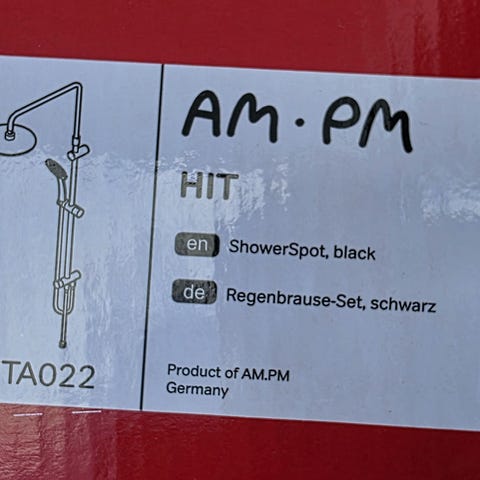 AM.PM
HIT
en ShowerSpot, black
de Regenbrause-Set, schwarz
TA022
Product of AM.PM
Germany